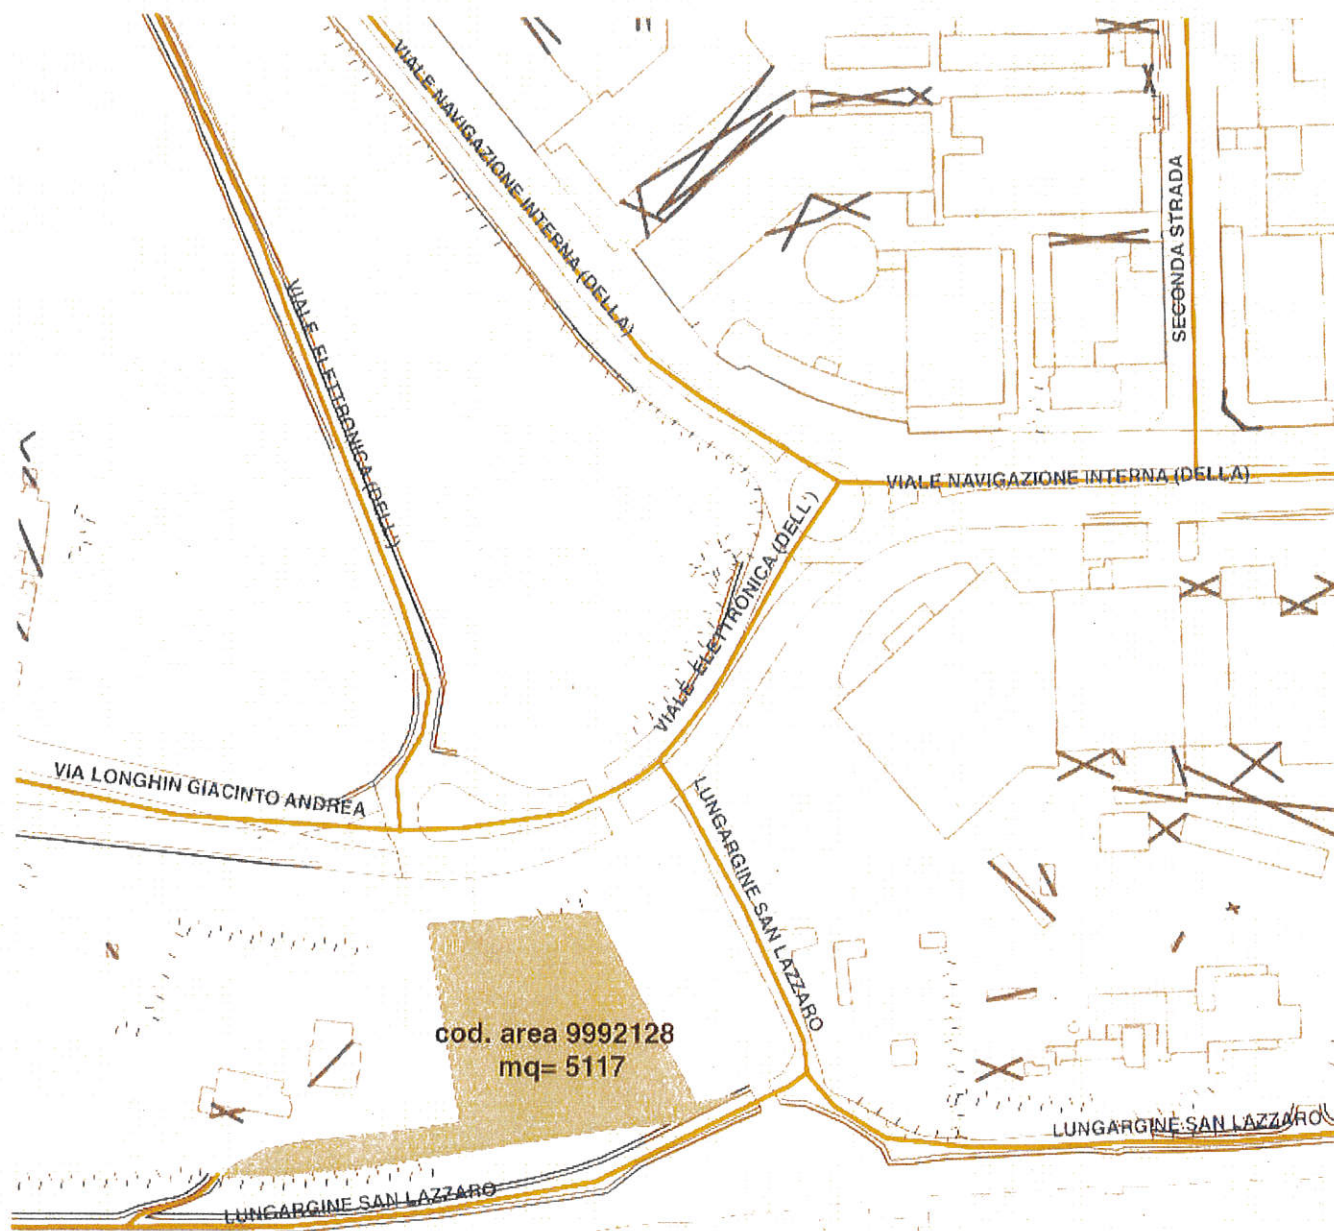 VIALE NAVIGAZIONE INTERNA (DELLA)
SECONDA STRADA
VIALE ELETTRONICA (DELL')
VIALE NAVIGAZIONE INTERNA (DELLA)
VIALE ELETTRONICA (DELL')
VIA LONGHIN GIACINTO ANDREA
LUNGARGINE SAN LAZZARO
cod. area 9992128
mq= 5117
LUNGARGINE SAN LAZZARO
LUNGARGINE SAN LAZZARO